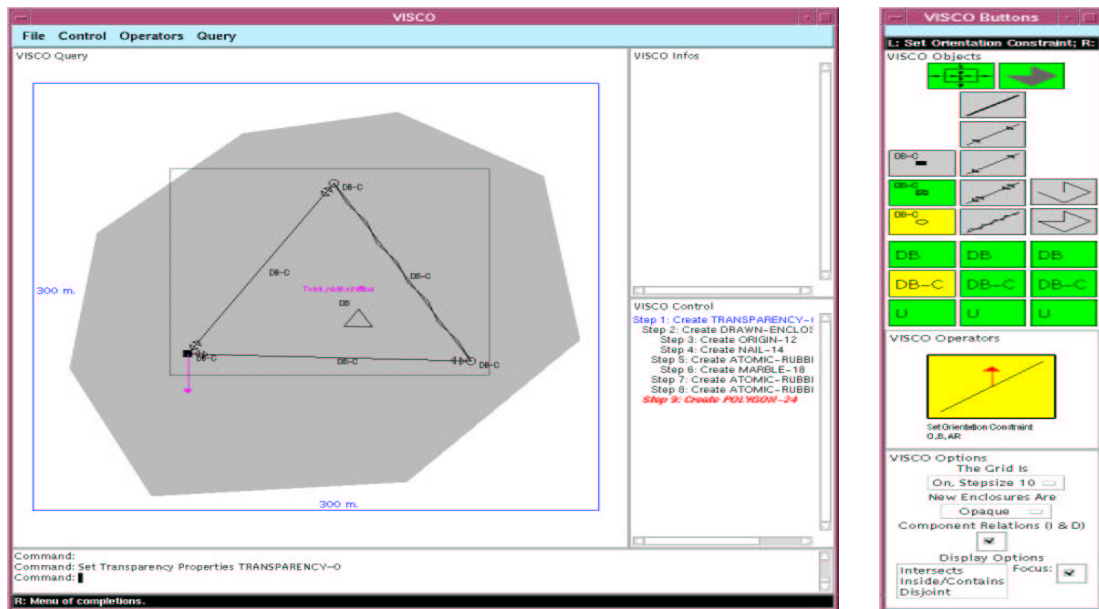 VISCO
File Control Operators Query
VISCO Query
DB-C
DB-C
DB-C
DB
300 m.
DB-C
DB-C
DB-C
300 m.
VISCO Infos
VISCO Control
Step 1: Create TRANSPARENCY-
Step 2: Create DRAWN-ENCLOS
Step 3: Create ORIGIN-12
Step 4: Create NAIL-14
Step 5: Create ATOMIC-RUBBI
Step 6: Create MARBLE-18
Step 7: Create ATOMIC-RUBBI
Step 8: Create ATOMIC-RUBBI
Step 9: Create POLYGON-24
Command:
Command: Set Transparency Properties TRANSPARENCY-0
Command:
R: Menu of completions.
VISCO Buttons
L: Set Orientation Constraint; R:
VISCO Objects
DB-C
DB-C
DB-C
DB DB DB
DB-C DB-C DB-C
U U U
VISCO Operators
Set Orientation Constraint
O,B,AR
VISCO Options
The Grid Is
On, Stepsize 10
New Enclosures Are
Opaque
Component Relations (I & D)
Display Options
Intersects
Inside/Contains
Disjoint
Focus: